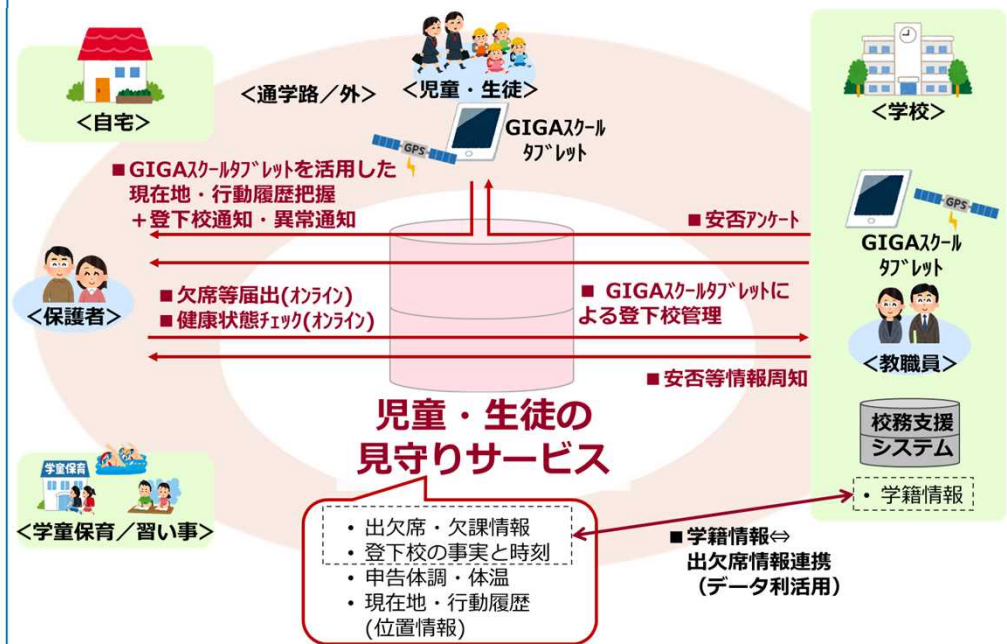 <自宅>
<通学路／外>
<児童・生徒>
GIGAスクール
タブレット
GPS
<学校>
■GIGAスクールタブレットを活用した
現在地・行動履歴把握
＋登下校通知・異常通知
■安否アンケート
GPS
GIGAスクール
タブレット
<保護者>
■欠席等届出(オンライン)
■健康状態チェック(オンライン)
■ GIGAスクールタブレットに
よる登下校管理
<教職員>
■安否等情報周知
児童・生徒の
見守りサービス
校務支援
システム
・ 学籍情報
学童保育
<学童保育／習い事>
・ 出欠席・欠課情報
・ 登下校の事実と時刻
・ 申告体調・体温
・ 現在地・行動履歴
(位置情報)
■学籍情報⇔
出欠席情報連携
（データ利活用）